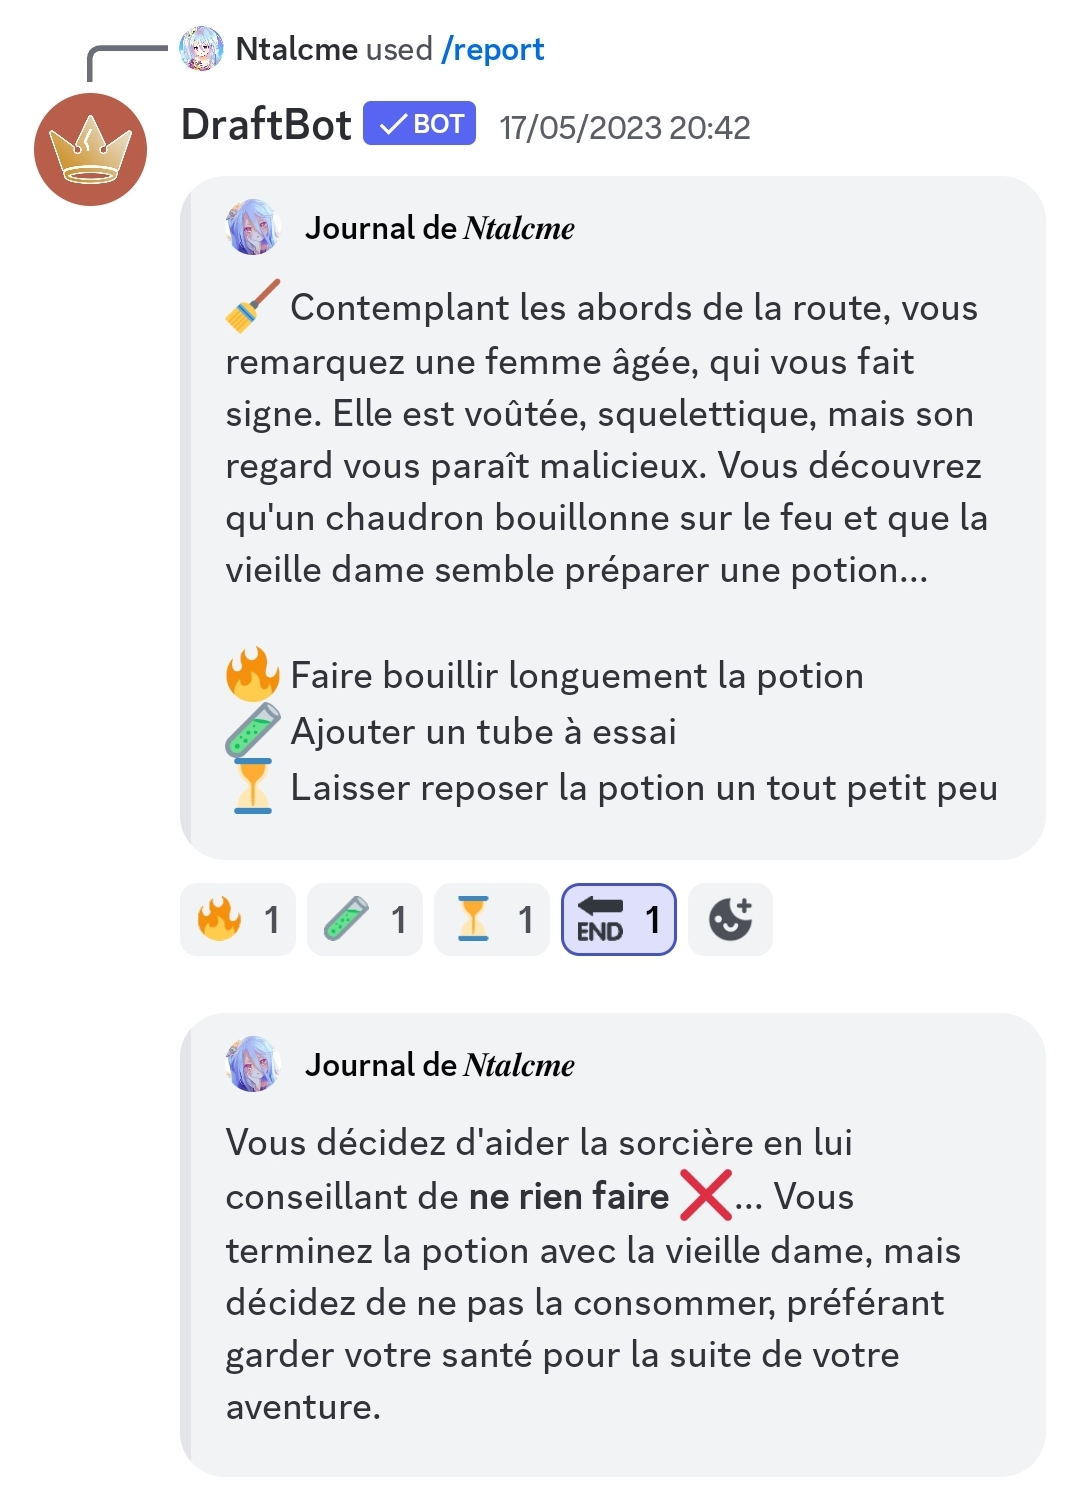 Ntalcme used /report
DraftBot ✓ BOT 17/05/2023 20:42
Journal de Ntalcme
🧹 Contemplant les abords de la route, vous
remarquez une femme âgée, qui vous fait
signe. Elle est voûtée, squelettique, mais son
regard vous paraît malicieux. Vous découvrez
qu'un chaudron bouillonne sur le feu et que la
vieille dame semble préparer une potion...
🔥 Faire bouillir longuement la potion
🧪 Ajouter un tube à essai
⏳ Laisser reposer la potion un tout petit peu
🔥 1 🧪 1 ⏳ 1 🔚 END 1
Journal de Ntalcme
Vous décidez d'aider la sorcière en lui
conseillant de ne rien faire ❌... Vous
terminez la potion avec la vieille dame, mais
décidez de ne pas la consommer, préférant
garder votre santé pour la suite de votre
aventure.